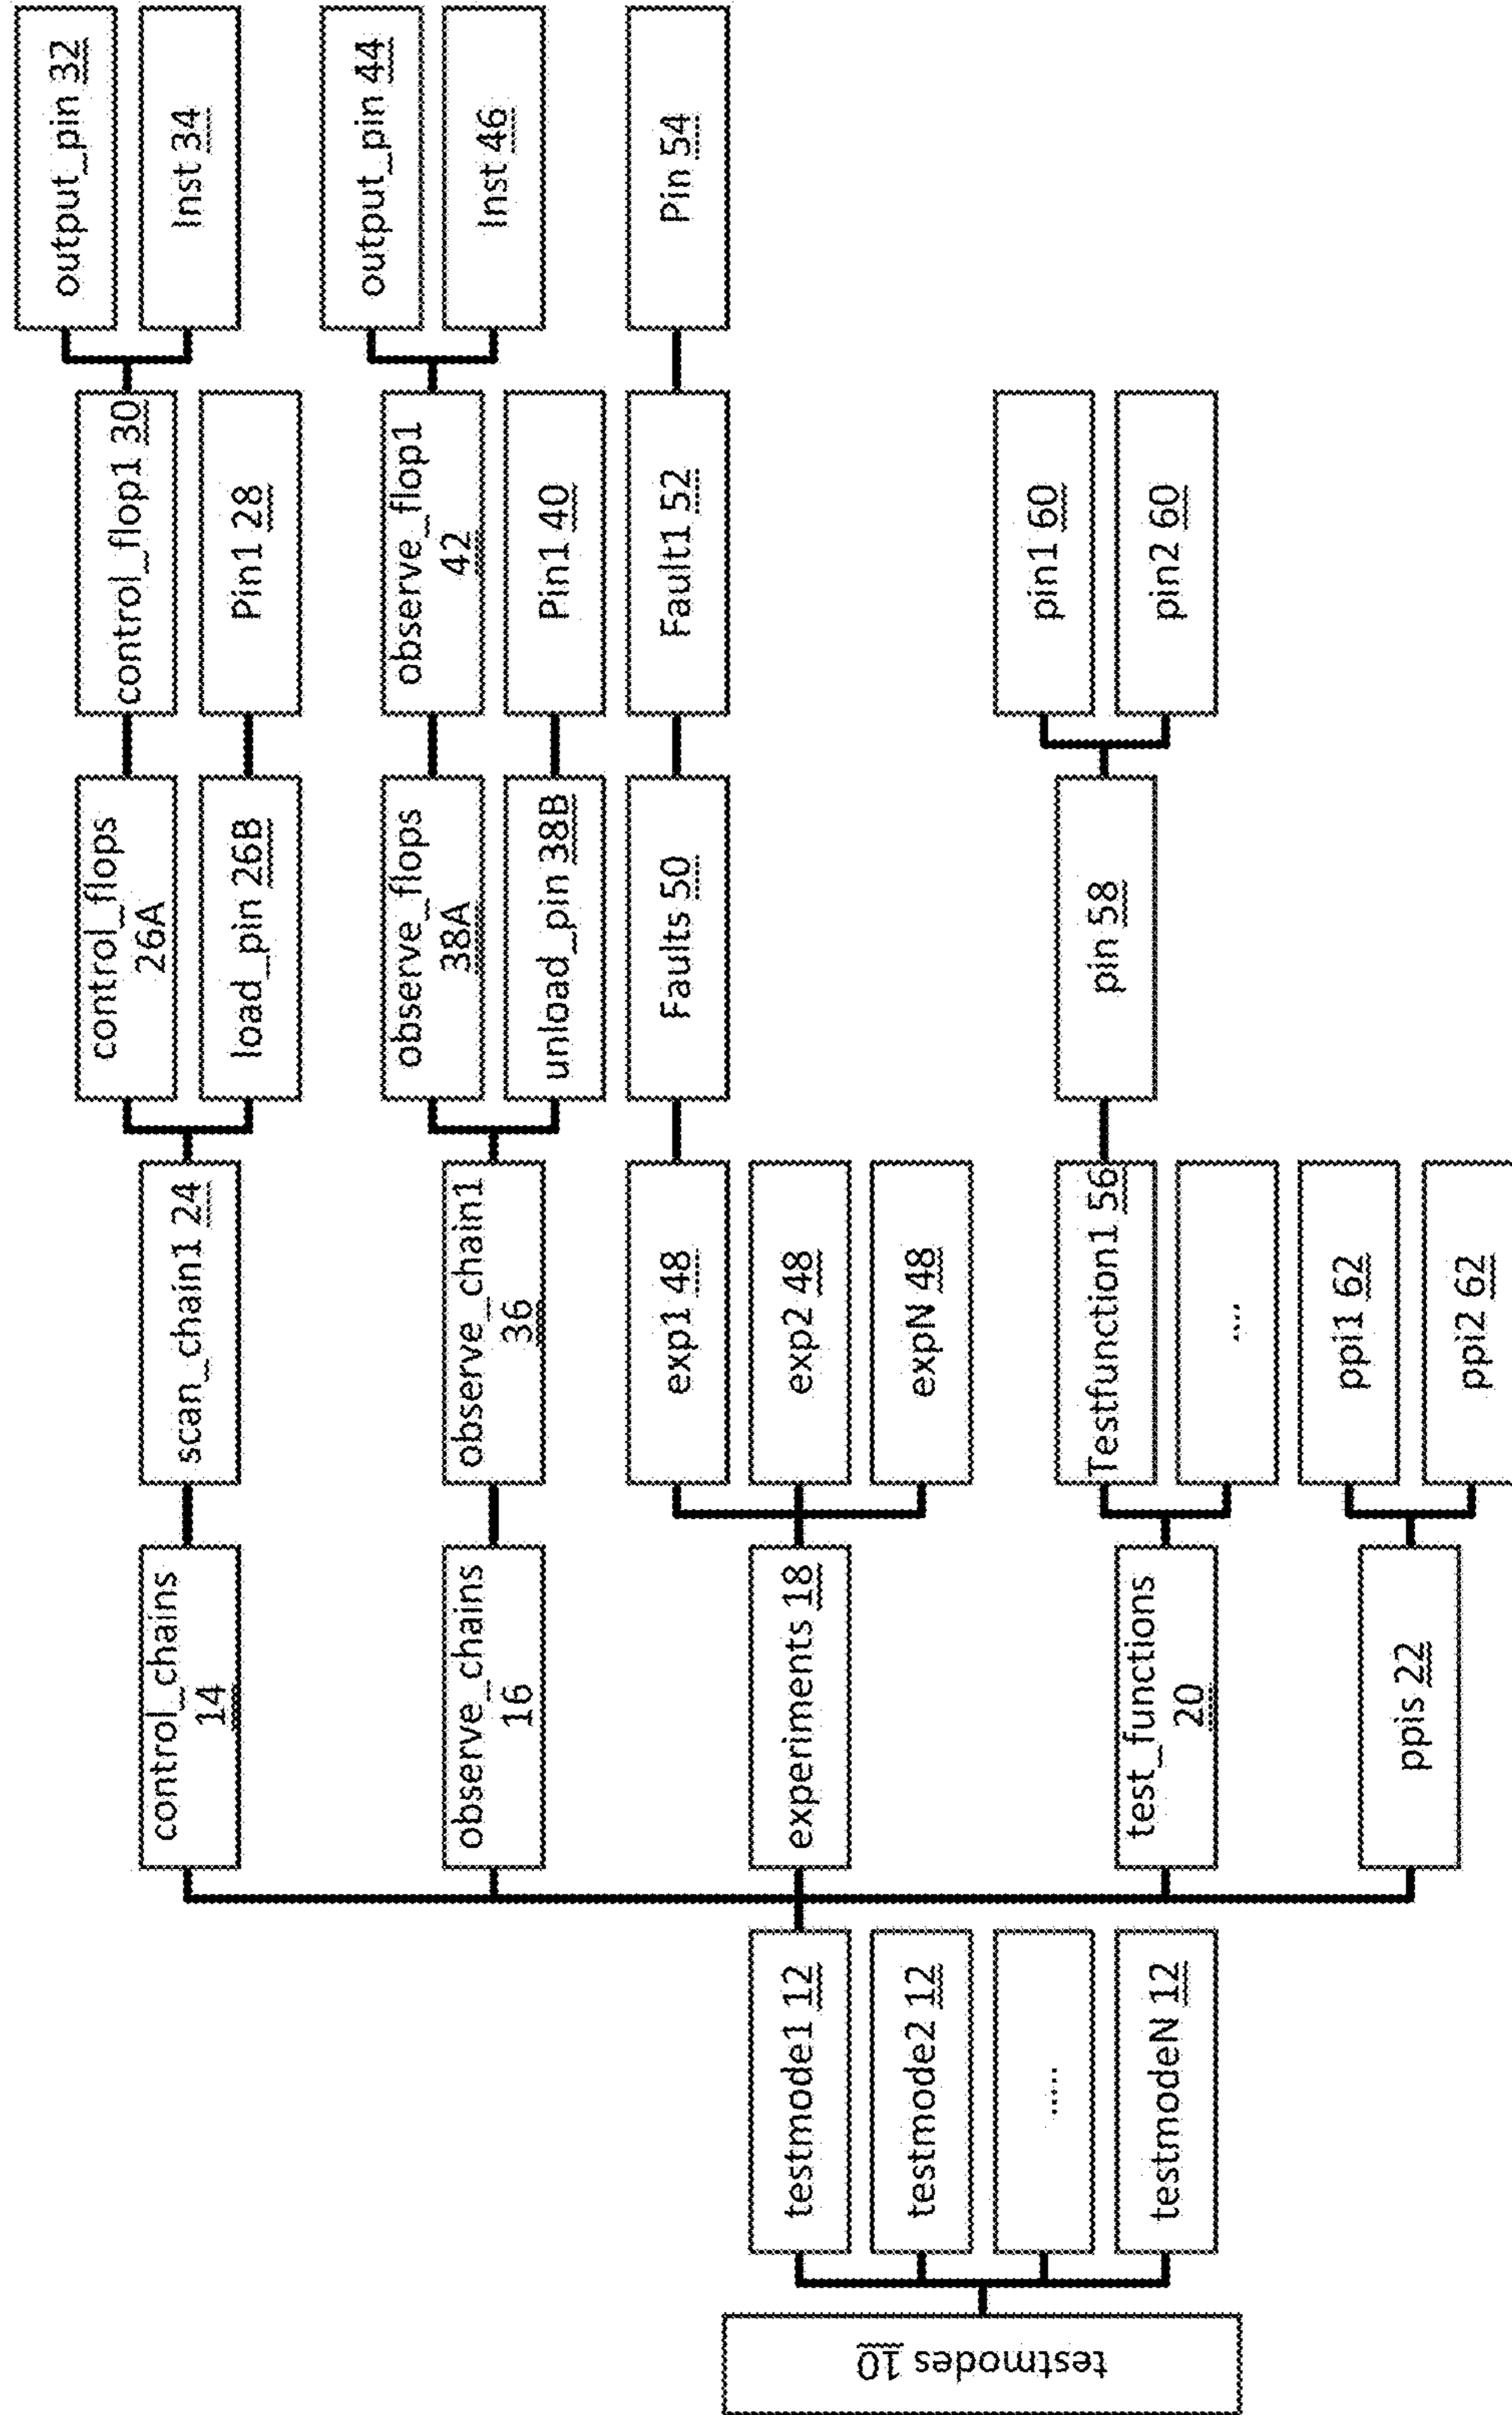 testmodes 10
testmode1 12
testmode2 12
.....
testmodeN 12
control_chains
14
observe_chains
16
experiments 18
test_functions
20
ppis 22
scan_chain1 24
observe_chain1
36
exp1 48
exp2 48
expN 48
Testfunction1 56
...
ppi1 62
ppi2 62
control_flops
26A
load_pin 26B
observe_flops
38A
unload_pin 38B
Faults 50
pin 58
control_flop1 30
Pin1 28
observe_flop1
42
Pin1 40
Fault1 52
pin1 60
pin2 60
output_pin 32
Inst 34
output_pin 44
Inst 46
Pin 54